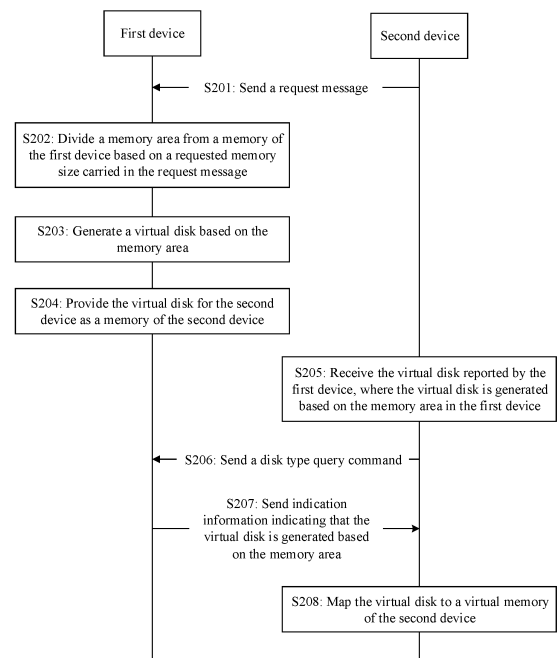 First device
Second device
S201: Send a request message
S202: Divide a memory area from a memory of
the first device based on a requested memory
size carried in the request message
S203: Generate a virtual disk based on the
memory area
S204: Provide the virtual disk for the second
device as a memory of the second device
S205: Receive the virtual disk reported by the
first device, where the virtual disk is generated
based on the memory area in the first device
S206: Send a disk type query command
S207: Send indication
information indicating that the
virtual disk is generated based
on the memory area
S208: Map the virtual disk to a virtual memory
of the second device